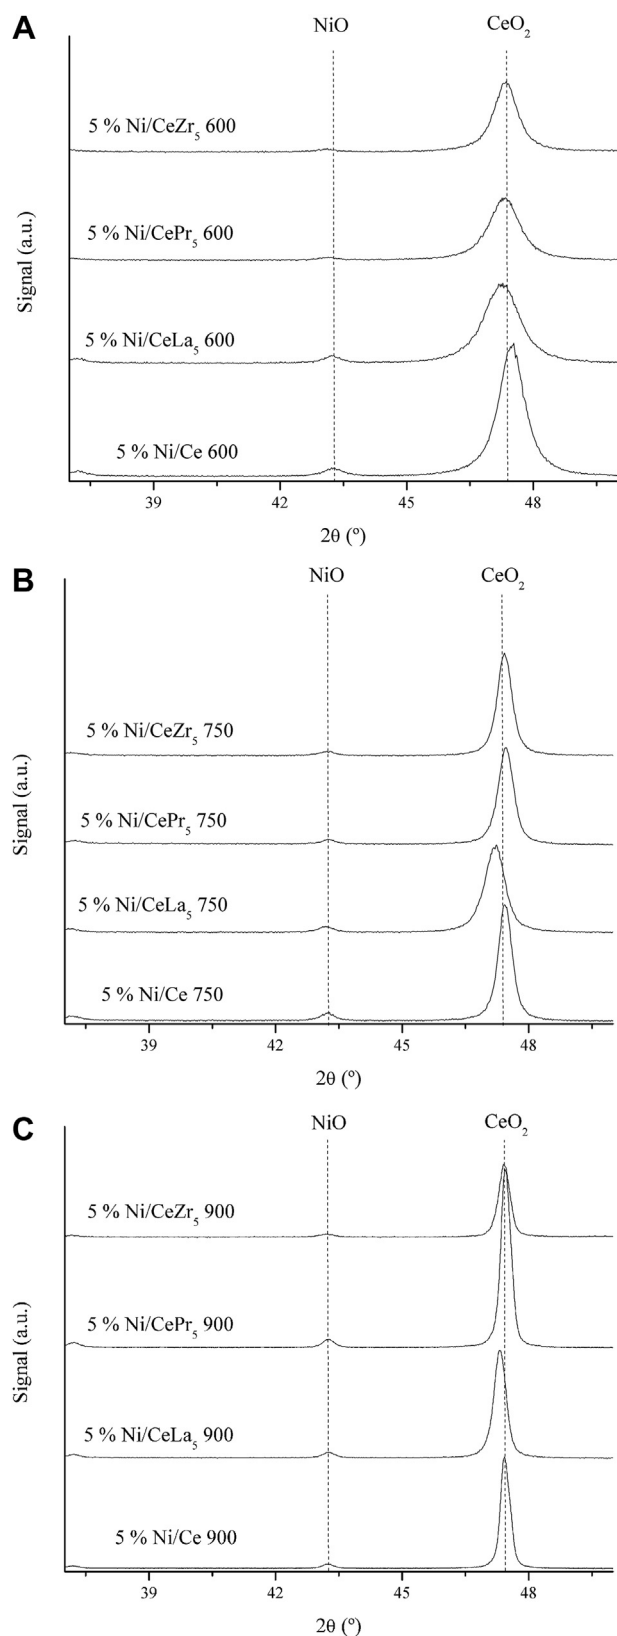 A
NiO
CeO2
5 % Ni/CeZr5 600
5 % Ni/CePr5 600
5 % Ni/CeLa5 600
5 % Ni/Ce 600
Signal (a.u.)
39
42
45
48
2θ (º)
B
NiO
CeO2
5 % Ni/CeZr5 750
5 % Ni/CePr5 750
5 % Ni/CeLa5 750
5 % Ni/Ce 750
Signal (a.u.)
39
42
45
48
2θ (º)
C
NiO
CeO2
5 % Ni/CeZr5 900
5 % Ni/CePr5 900
5 % Ni/CeLa5 900
5 % Ni/Ce 900
Signal (a.u.)
39
42
45
48
2θ (º)